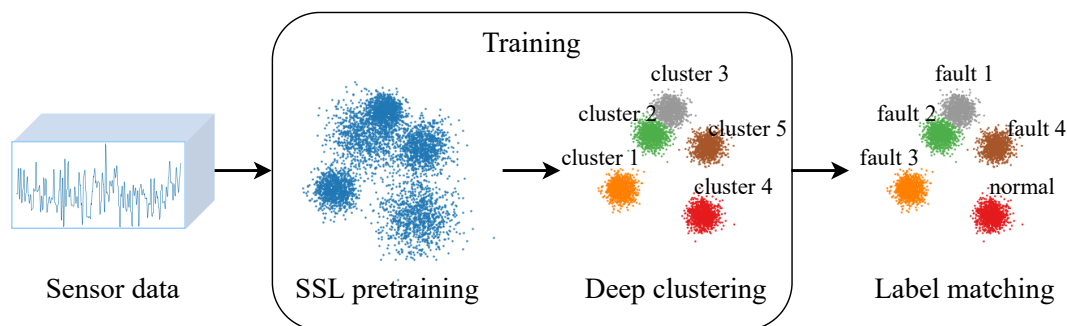 Training
cluster 3
cluster 2
cluster 5
cluster 1
cluster 4
fault 1
fault 2
fault 4
fault 3
normal
Sensor data
SSL pretraining
Deep clustering
Label matching